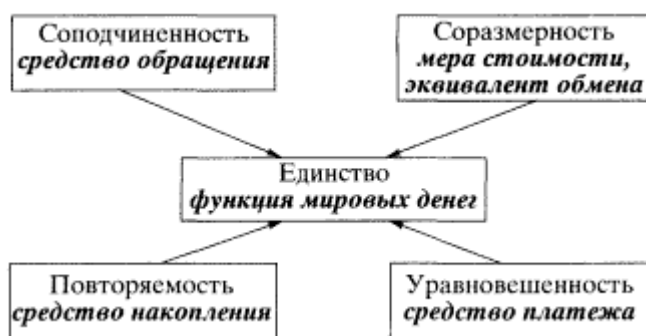 Соподчиненность
средство обращения
Соразмерность
мера стоимости,
эквивалент обмена
Единство
функция мировых денег
Повторяемость
средство накопления
Уравновешенность
средство платежа